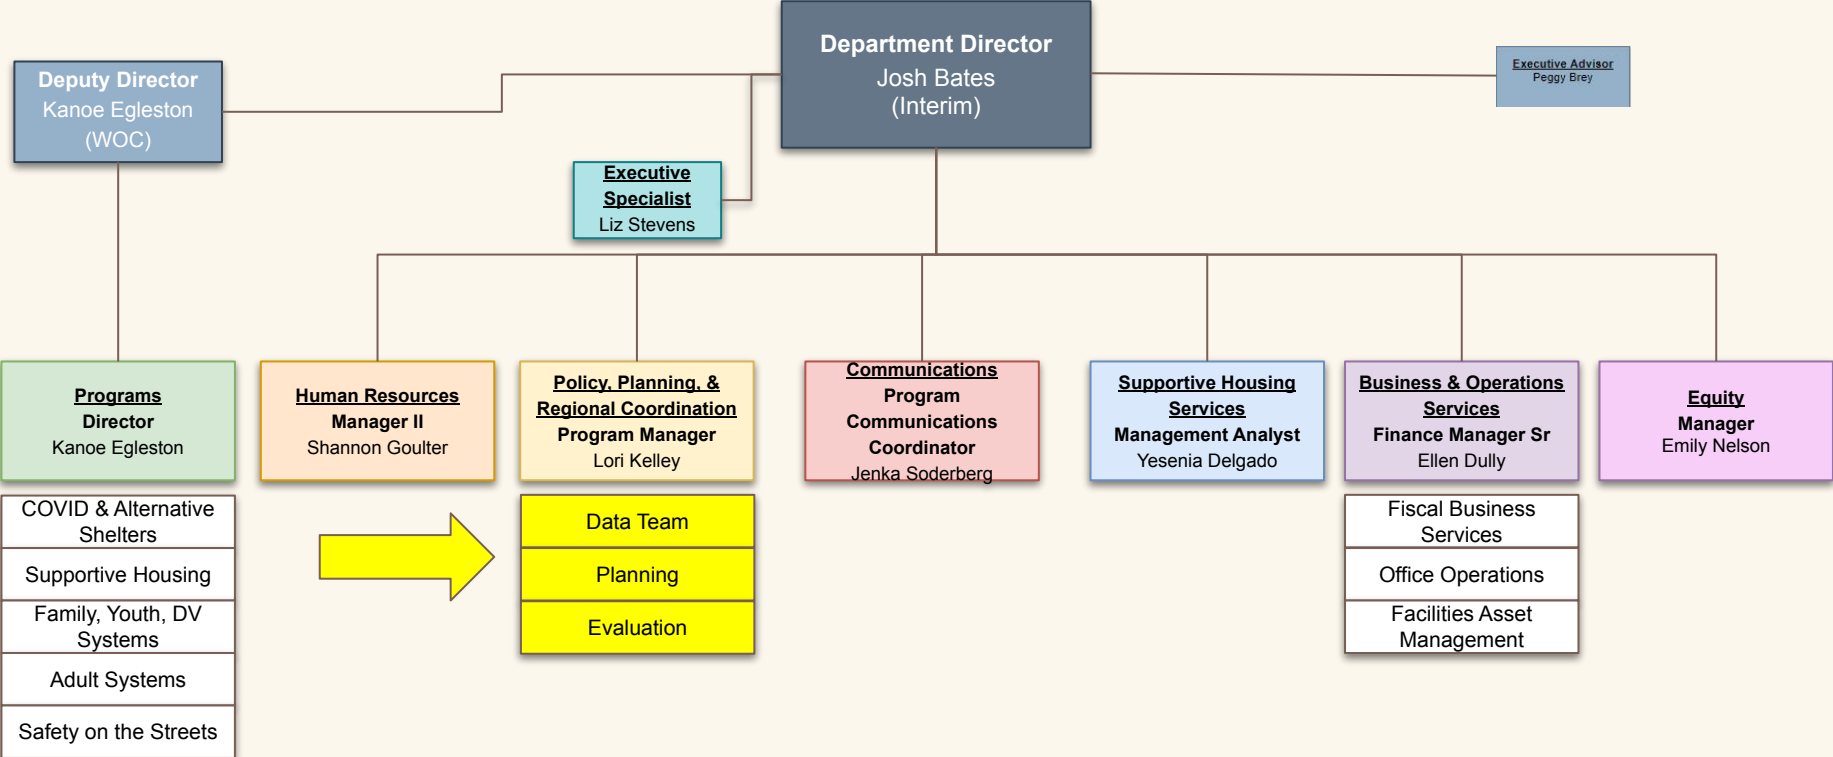 Department Director
Josh Bates
(Interim)
Deputy Director
Kanoe Egleston
(WOC)
Executive Advisor
Peggy Brey
Executive
Specialist
Liz Stevens
Programs
Director
Kanoe Egleston
COVID & Alternative
Shelters
Supportive Housing
Family, Youth, DV
Systems
Adult Systems
Safety on the Streets
Human Resources
Manager II
Shannon Goulter
Policy, Planning, &
Regional Coordination
Program Manager
Lori Kelley
Data Team
Planning
Evaluation
Communications
Program
Communications
Coordinator
Jenka Soderberg
Supportive Housing
Services
Management Analyst
Yesenia Delgado
Business & Operations
Services
Finance Manager Sr
Ellen Dully
Fiscal Business
Services
Office Operations
Facilities Asset
Management
Equity
Manager
Emily Nelson